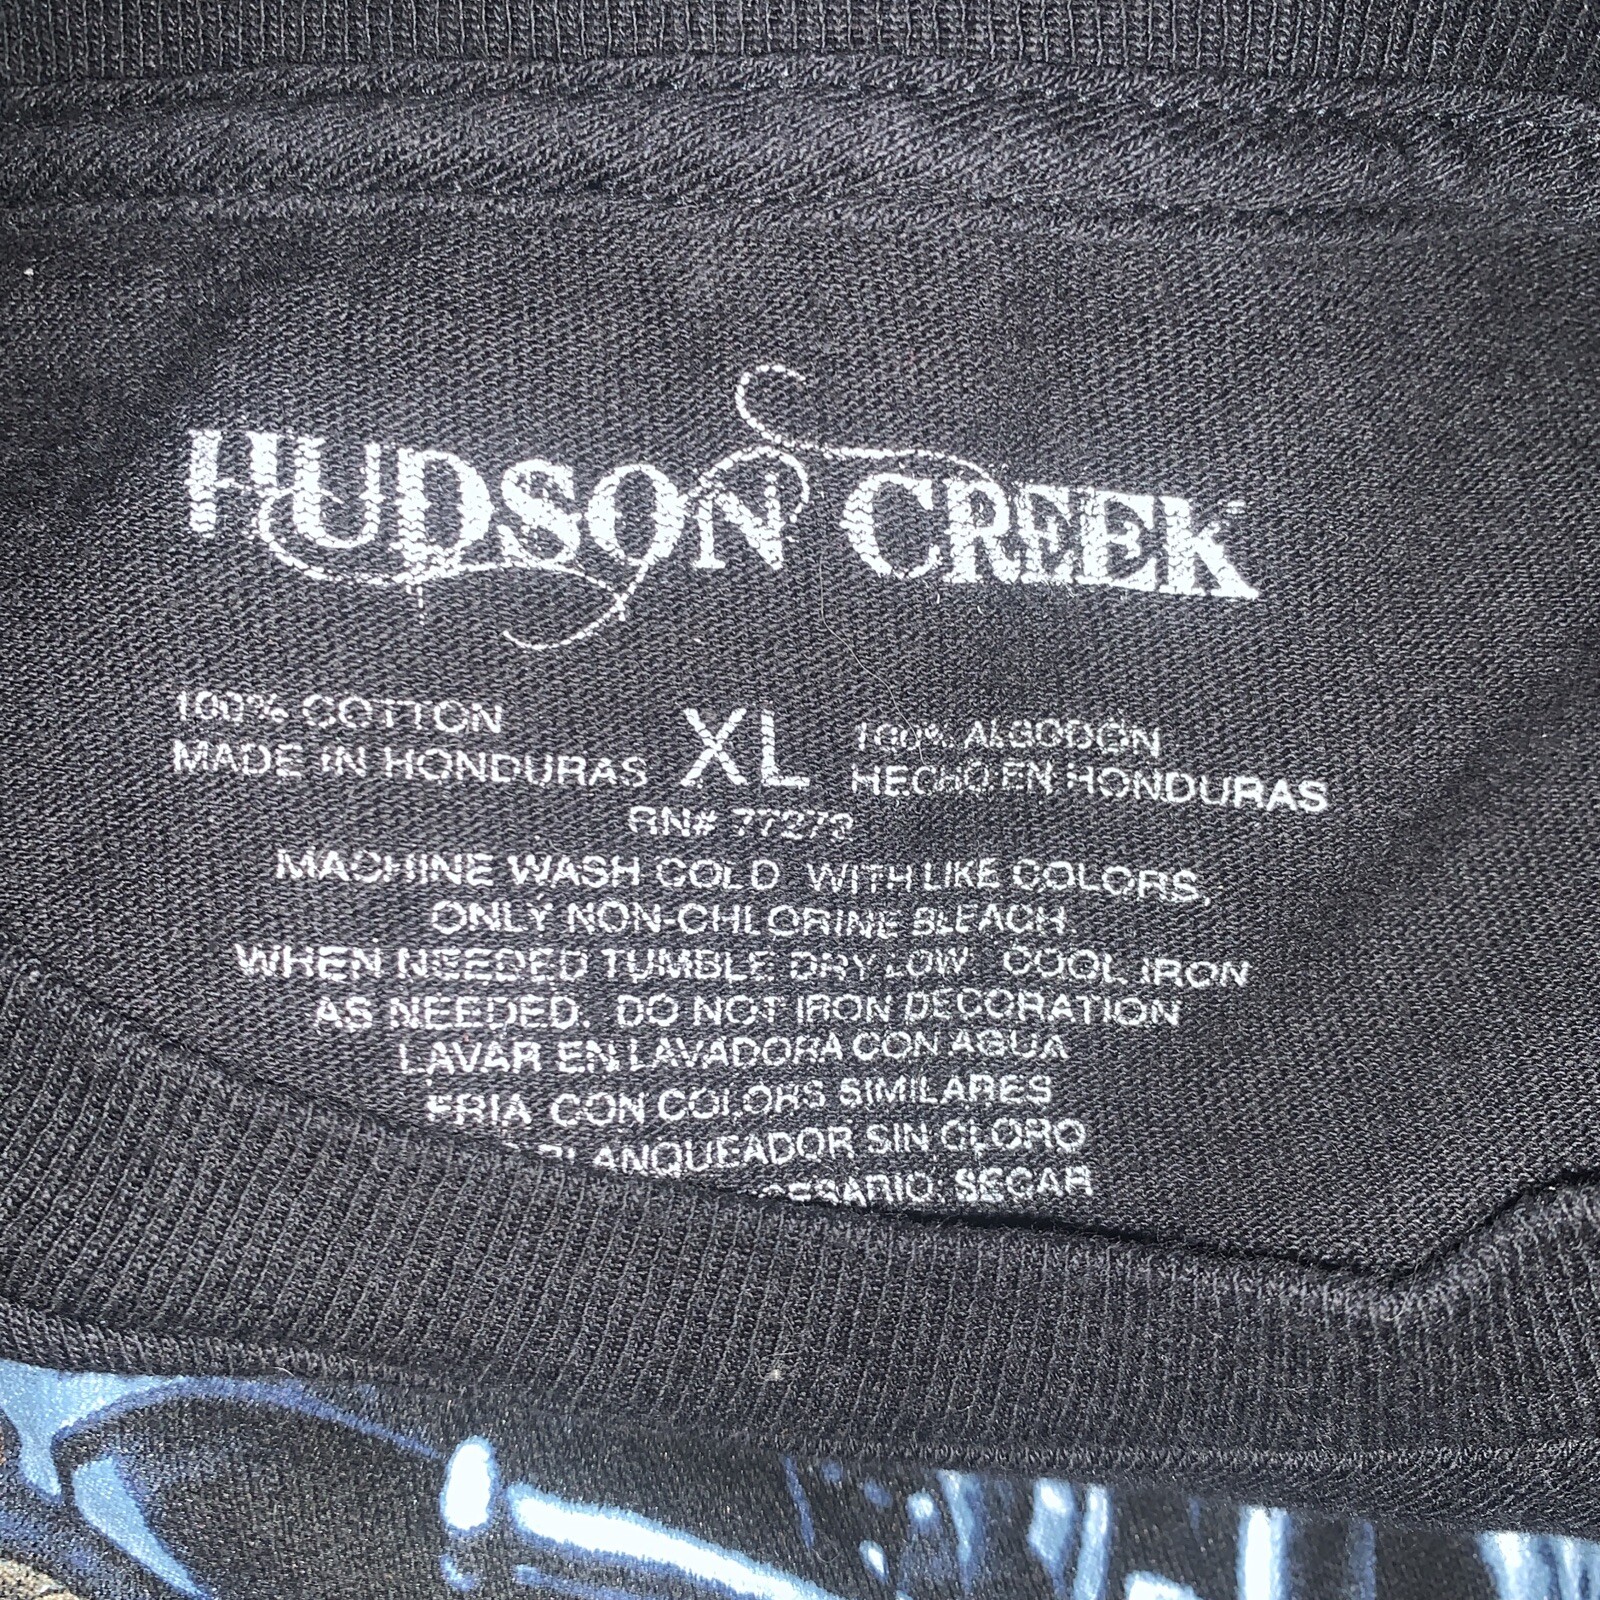 HUDSON CREEK
100% COTTON
MADE IN HONDURAS
XL
100% ALGODÓN
HECHO EN HONDURAS
RN# 77273
MACHINE WASH COLD WITH LIKE COLORS,
ONLY NON-CHLORINE BLEACH
WHEN NEEDED TUMBLE DRY LOW. COOL IRON
AS NEEDED. DO NOT IRON DECORATION
LAVAR EN LAVADORA CON AGUA
FRIA CON COLORS SIMILARES
BLANQUEADOR SIN CLORO
SECAR